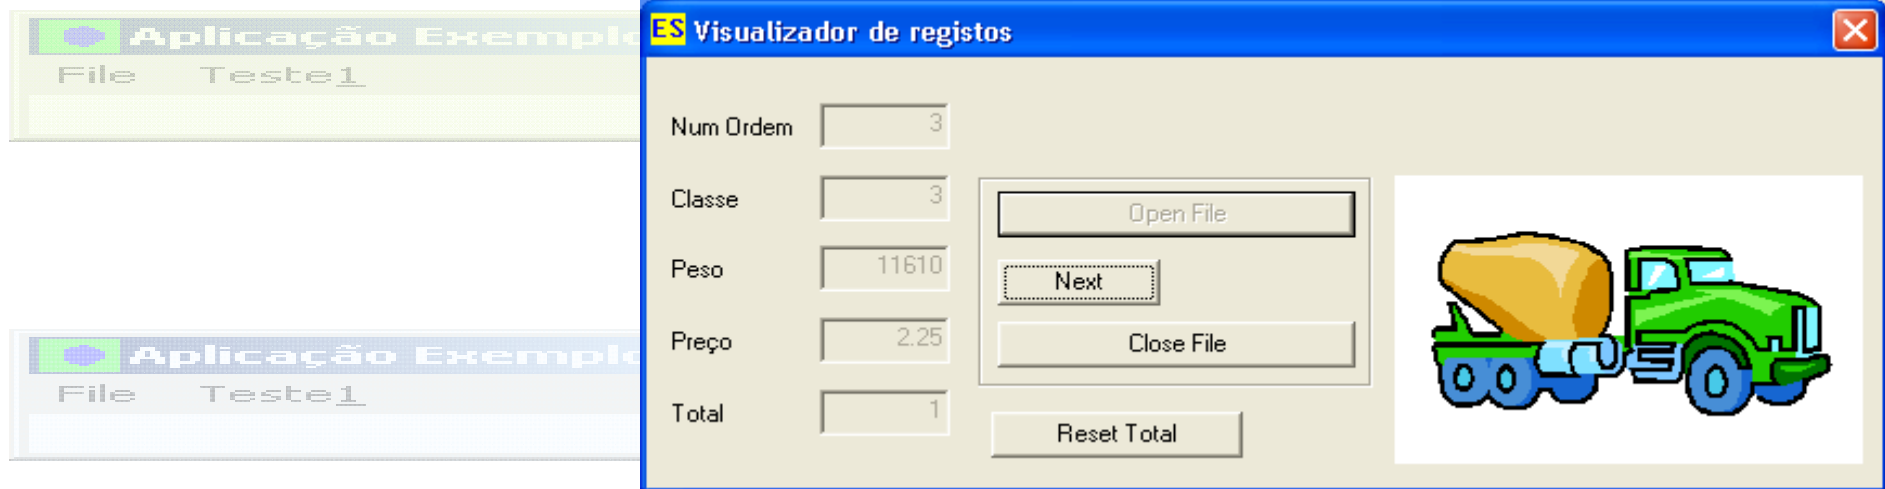 Aplicação Exemplo
File Teste1
Aplicação Exemplo
File Teste1
ES Visualizador de registos
Num Ordem 3
Classe 3
Peso 11610
Preço 2.25
Total 1
Open File
Next
Close File
Reset Total